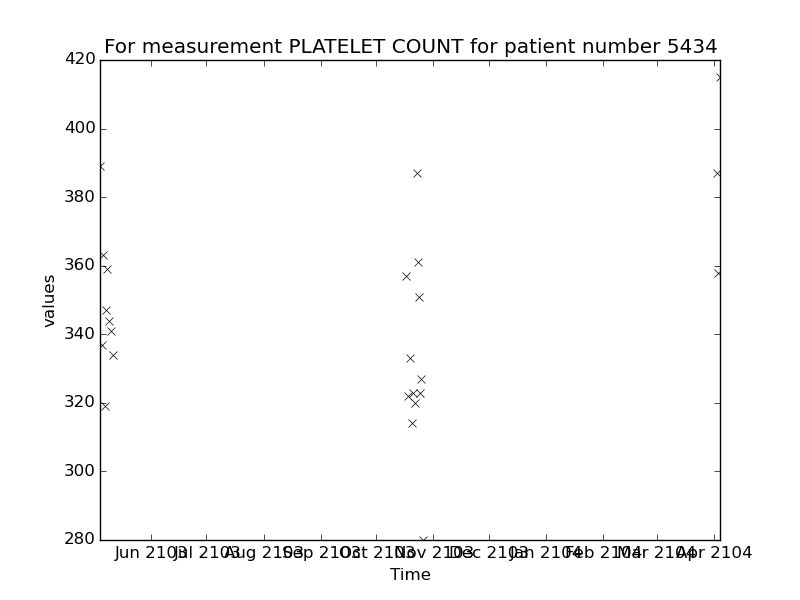 For measurement PLATELET COUNT for patient number 5434
420
400
380
360
340
320
300
280
values
Jun 2103 Jul 2103 Aug 2103 Sep 2103 Oct 2103 Nov 2103 Dec 2103 Jan 2104 Feb 2104 Mar 2104 Apr 2104
Time